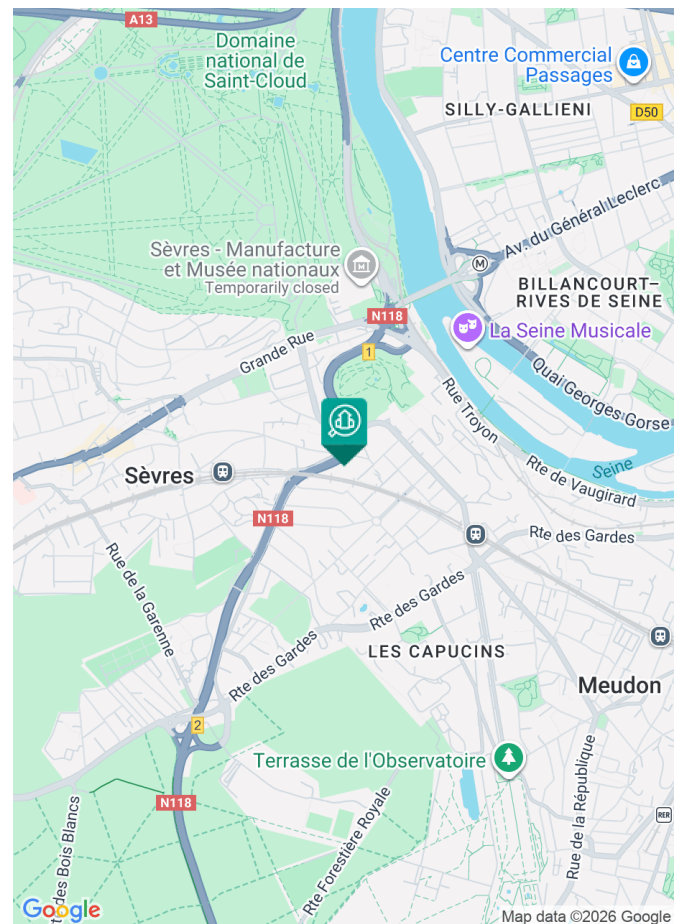 A13
Domaine
national de
Saint-Cloud
Centre Commercial
Passages
SILLY-GALLIENI
D50
Av. du Général Leclerc
Sèvres - Manufacture
et Musée nationaux
Temporarily closed
M
BILLANCOURT-
RIVES DE SEINE
N118
La Seine Musicale
Grande Rue
1
Quai Georges Gorse
Rue Troyon
Sèvres
Seine
Rte de Vaugirard
N118
Rte des Gardes
Rue de la Garenne
Rte des Gardes
LES CAPUCINS
Rte des Gardes
Meudon
2
Terrasse de l'Observatoire
N118
des Bois Blancs
Rte Forestière Royale
Rue de la République
RER
Google
Map data ©2026 Google